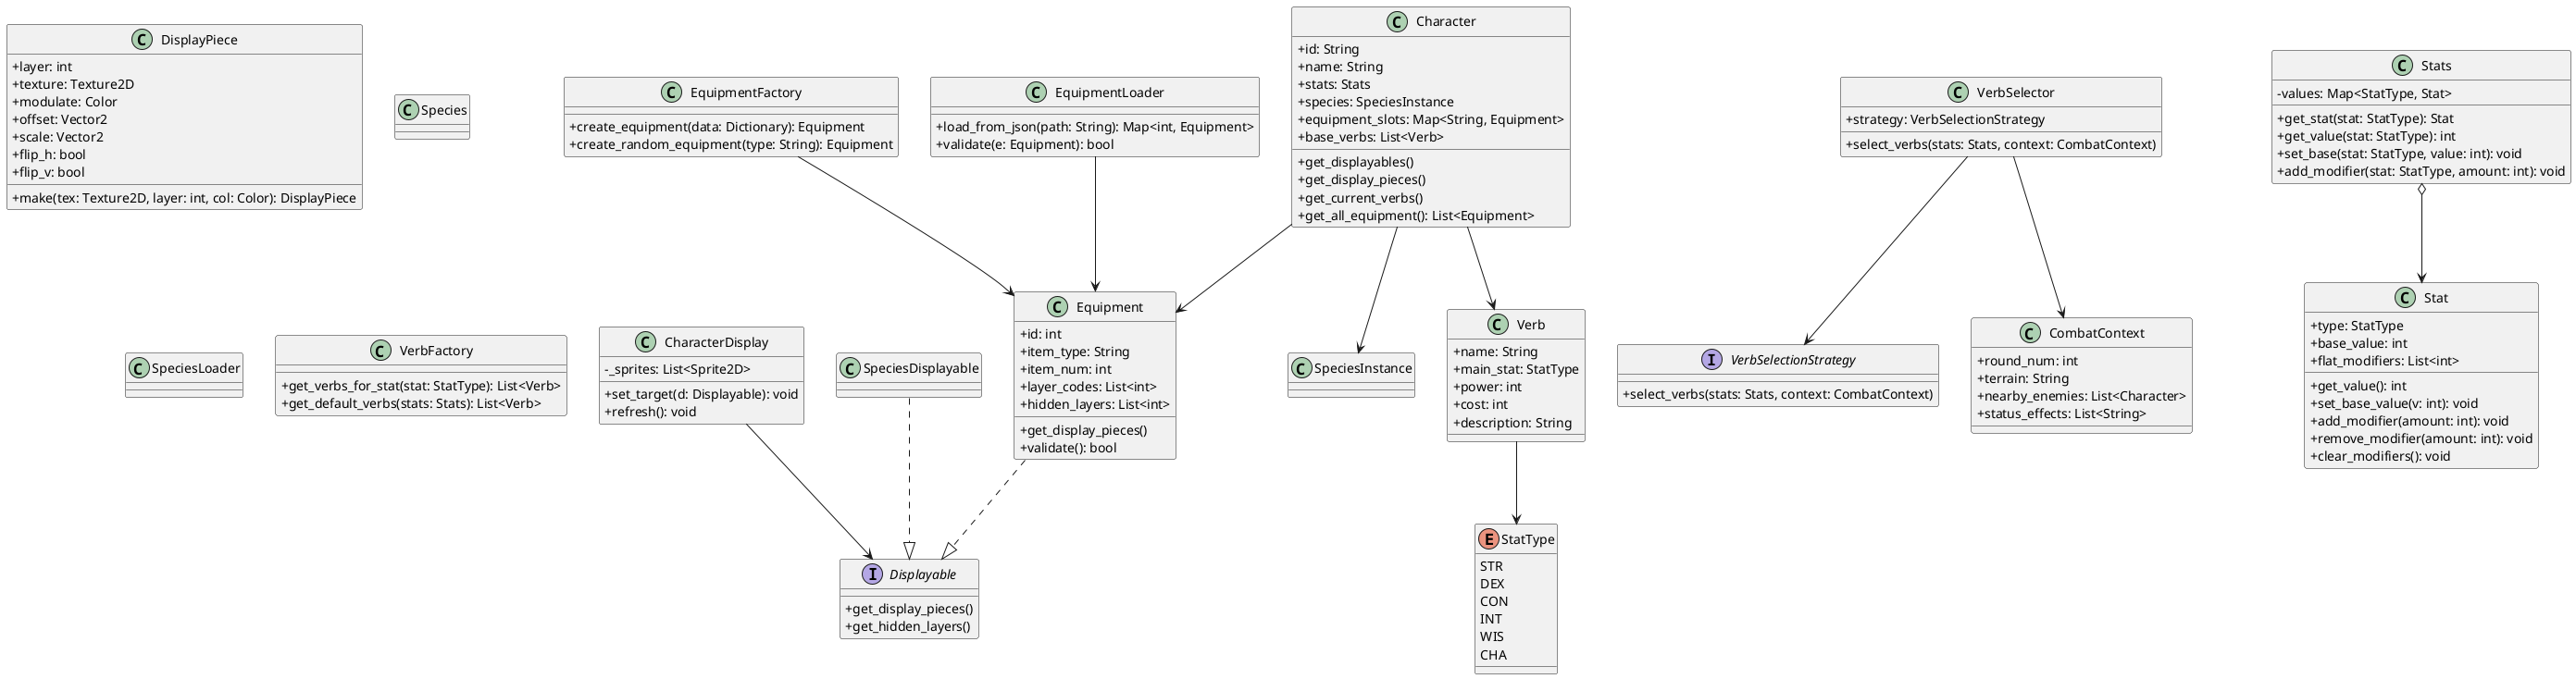 C DisplayPiece
+layer: int
+texture: Texture2D
+modulate: Color
+offset: Vector2
+scale: Vector2
+flip_h: bool
+flip_v: bool
+make(tex: Texture2D, layer: int, col: Color): DisplayPiece
C Species
C EquipmentFactory
+create_equipment(data: Dictionary): Equipment
+create_random_equipment(type: String): Equipment
C EquipmentLoader
+load_from_json(path: String): Map<int, Equipment>
+validate(e: Equipment): bool
C Character
+id: String
+name: String
+stats: Stats
+species: SpeciesInstance
+equipment_slots: Map<String, Equipment>
+base_verbs: List<Verb>
+get_displayables()
+get_display_pieces()
+get_current_verbs()
+get_all_equipment(): List<Equipment>
C VerbSelector
+strategy: VerbSelectionStrategy
+select_verbs(stats: Stats, context: CombatContext)
C Stats
-values: Map<StatType, Stat>
+get_stat(stat: StatType): Stat
+get_value(stat: StatType): int
+set_base(stat: StatType, value: int): void
+add_modifier(stat: StatType, amount: int): void
C SpeciesLoader
C VerbFactory
+get_verbs_for_stat(stat: StatType): List<Verb>
+get_default_verbs(stats: Stats): List<Verb>
C CharacterDisplay
-_sprites: List<Sprite2D>
+set_target(d: Displayable): void
+refresh(): void
C SpeciesDisplayable
C Equipment
+id: int
+item_type: String
+item_num: int
+layer_codes: List<int>
+hidden_layers: List<int>
+get_display_pieces()
+validate(): bool
C SpeciesInstance
C Verb
+name: String
+main_stat: StatType
+power: int
+cost: int
+description: String
I VerbSelectionStrategy
+select_verbs(stats: Stats, context: CombatContext)
C CombatContext
+round_num: int
+terrain: String
+nearby_enemies: List<Character>
+status_effects: List<String>
C Stat
+type: StatType
+base_value: int
+flat_modifiers: List<int>
+get_value(): int
+set_base_value(v: int): void
+add_modifier(amount: int): void
+remove_modifier(amount: int): void
+clear_modifiers(): void
I Displayable
+get_display_pieces()
+get_hidden_layers()
E StatType
STR
DEX
CON
INT
WIS
CHA